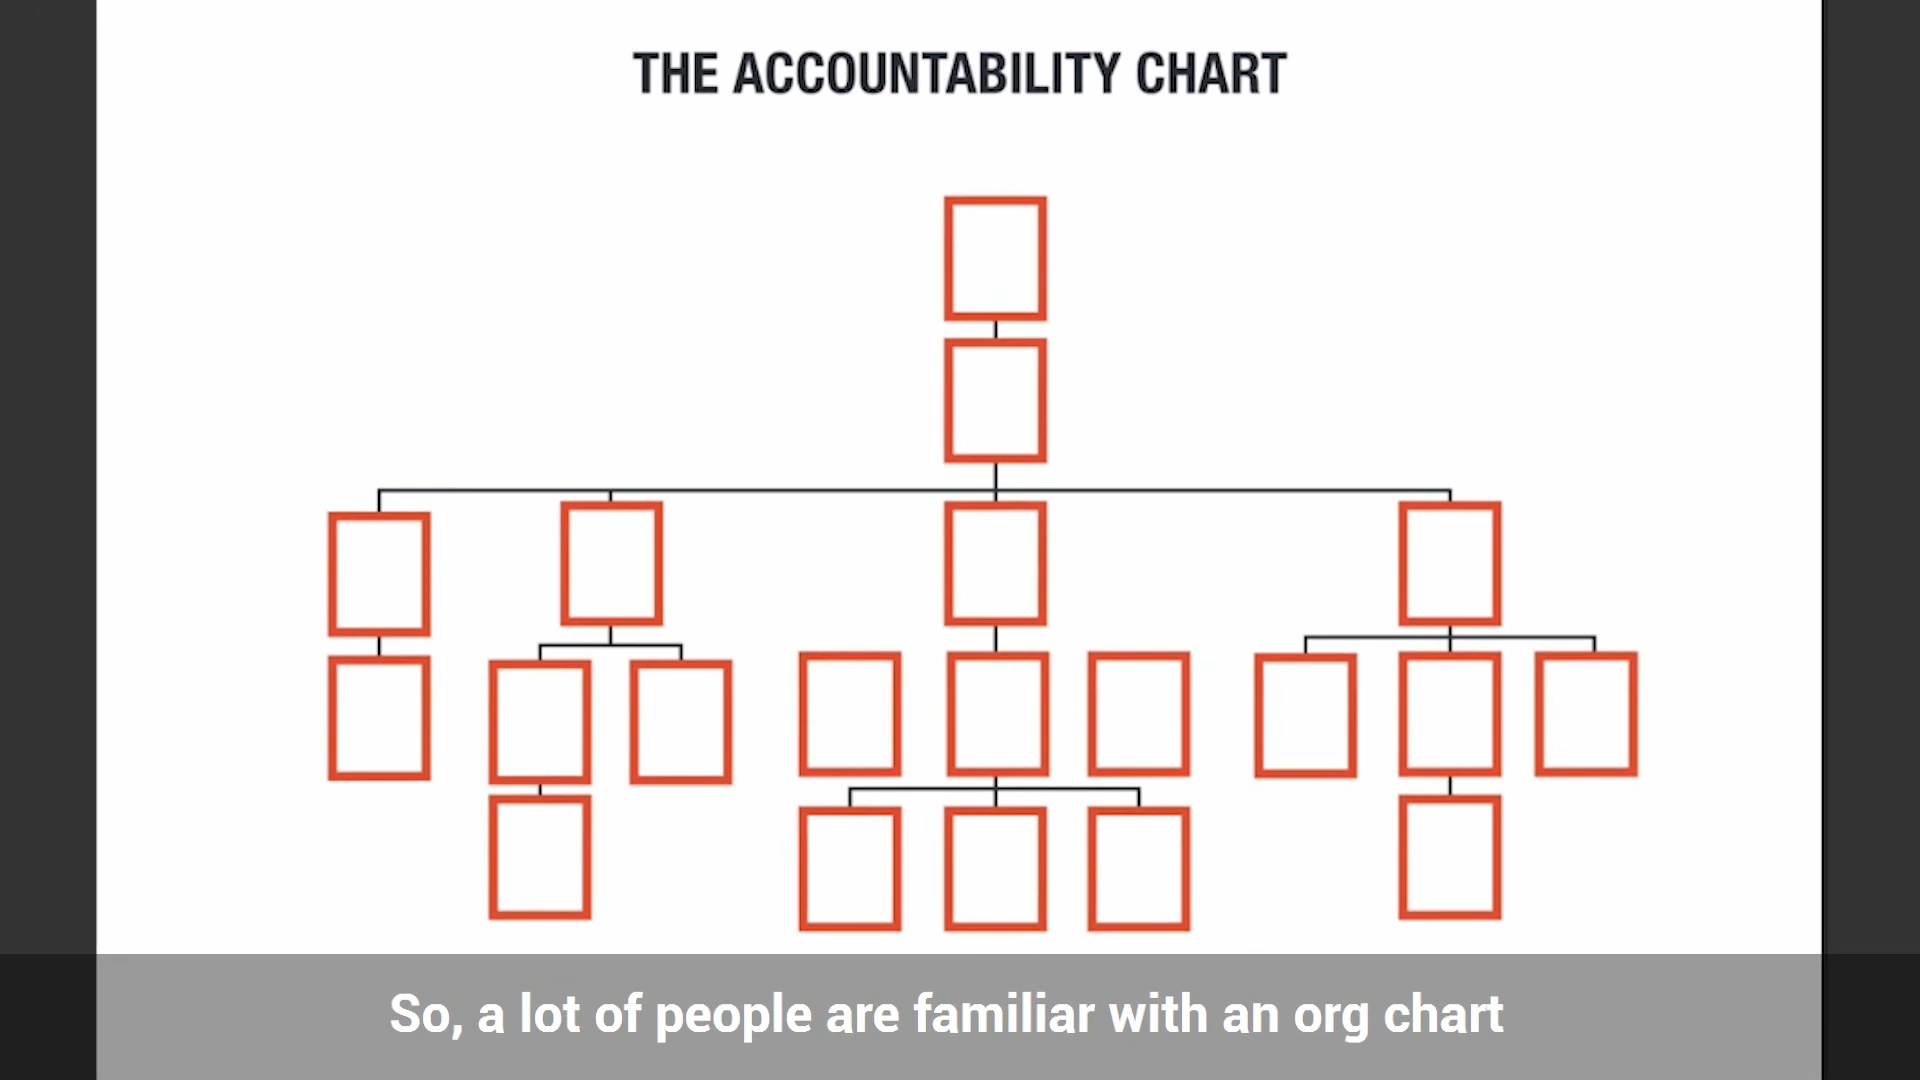 THE ACCOUNTABILITY CHART
So, a lot of people are familiar with an org chart